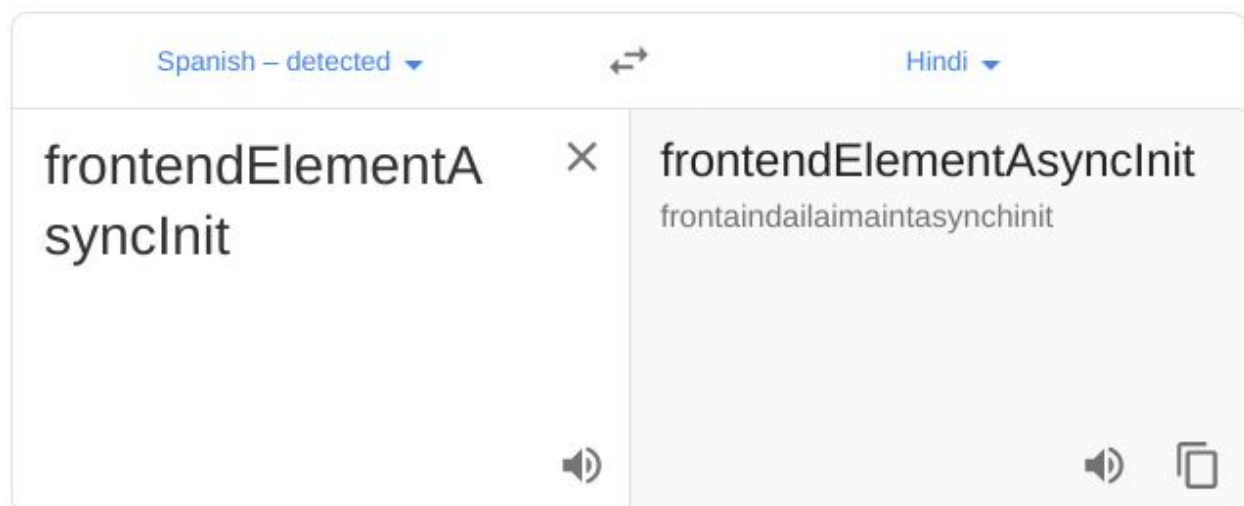 Spanish – detected
Hindi
frontendElementA
syncInit
frontendElementAsyncInit
frontaindailaimaintasynchinit